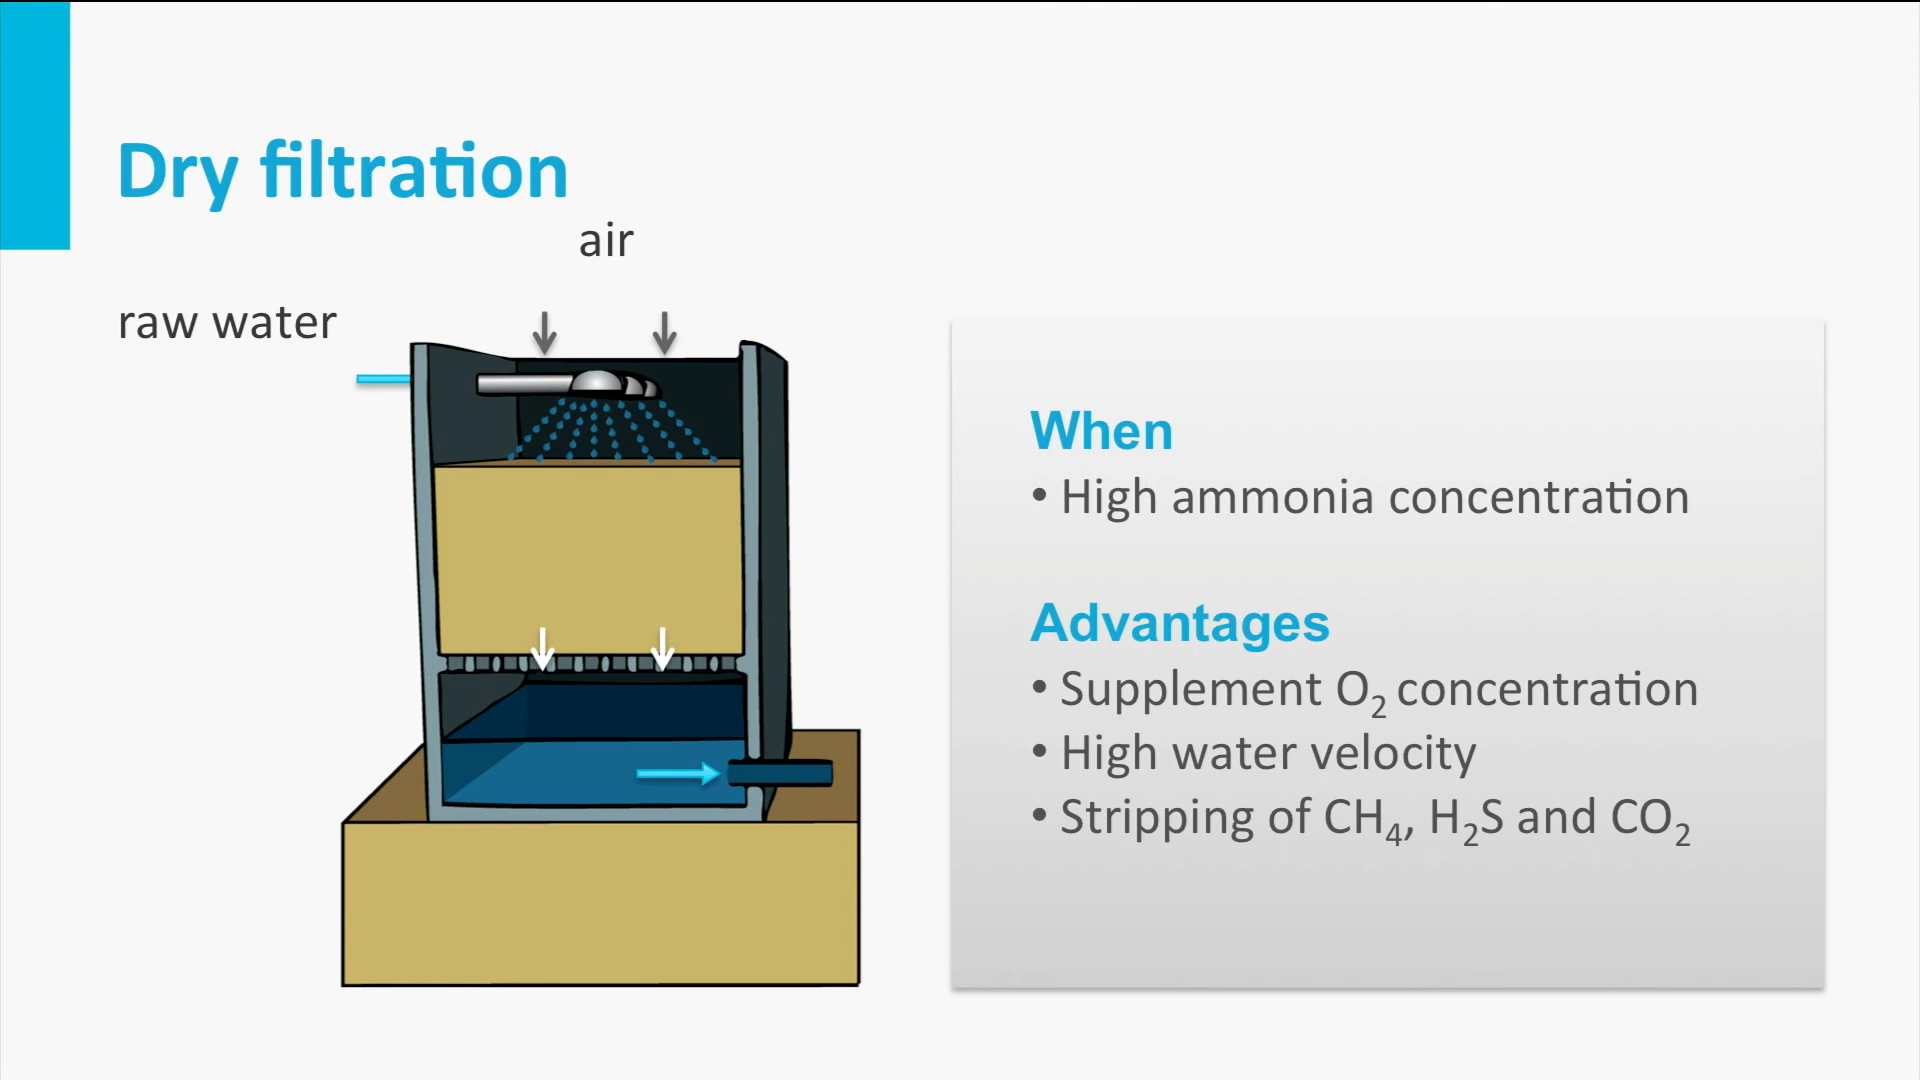 Dry filtration
air
raw water
When
• High ammonia concentration
Advantages
• Supplement O₂ concentration
• High water velocity
• Stripping of CH₄, H₂S and CO₂